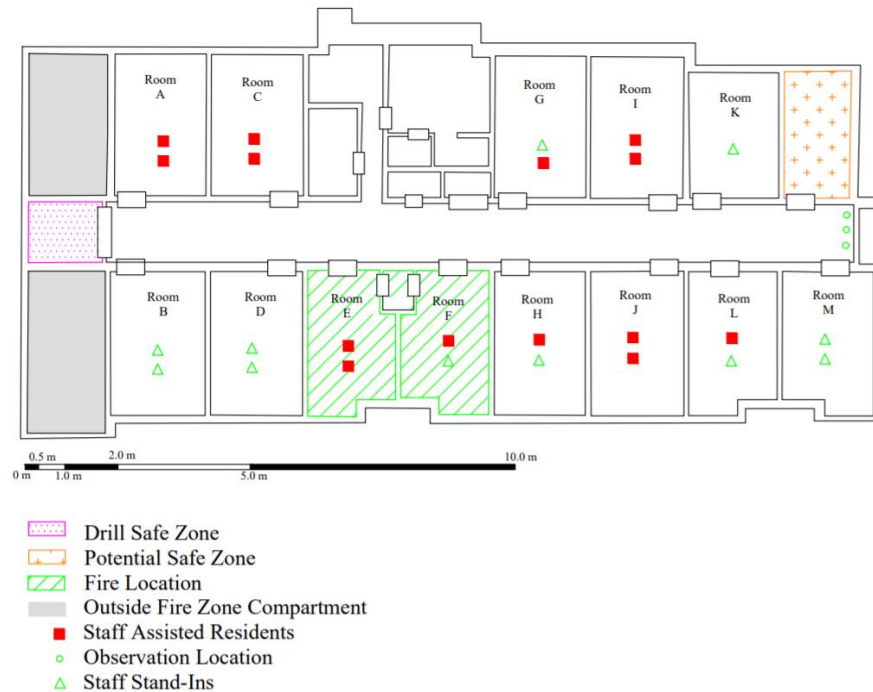 Room
A
Room
C
Room
G
Room
I
Room
K
Room
B
Room
D
Room
E
Room
F
Room
H
Room
J
Room
L
Room
M
0.5 m
2.0 m
10.0 m
0 m
1.0 m
5.0 m
Drill Safe Zone
Potential Safe Zone
Fire Location
Outside Fire Zone Compartment
Staff Assisted Residents
Observation Location
Staff Stand-Ins